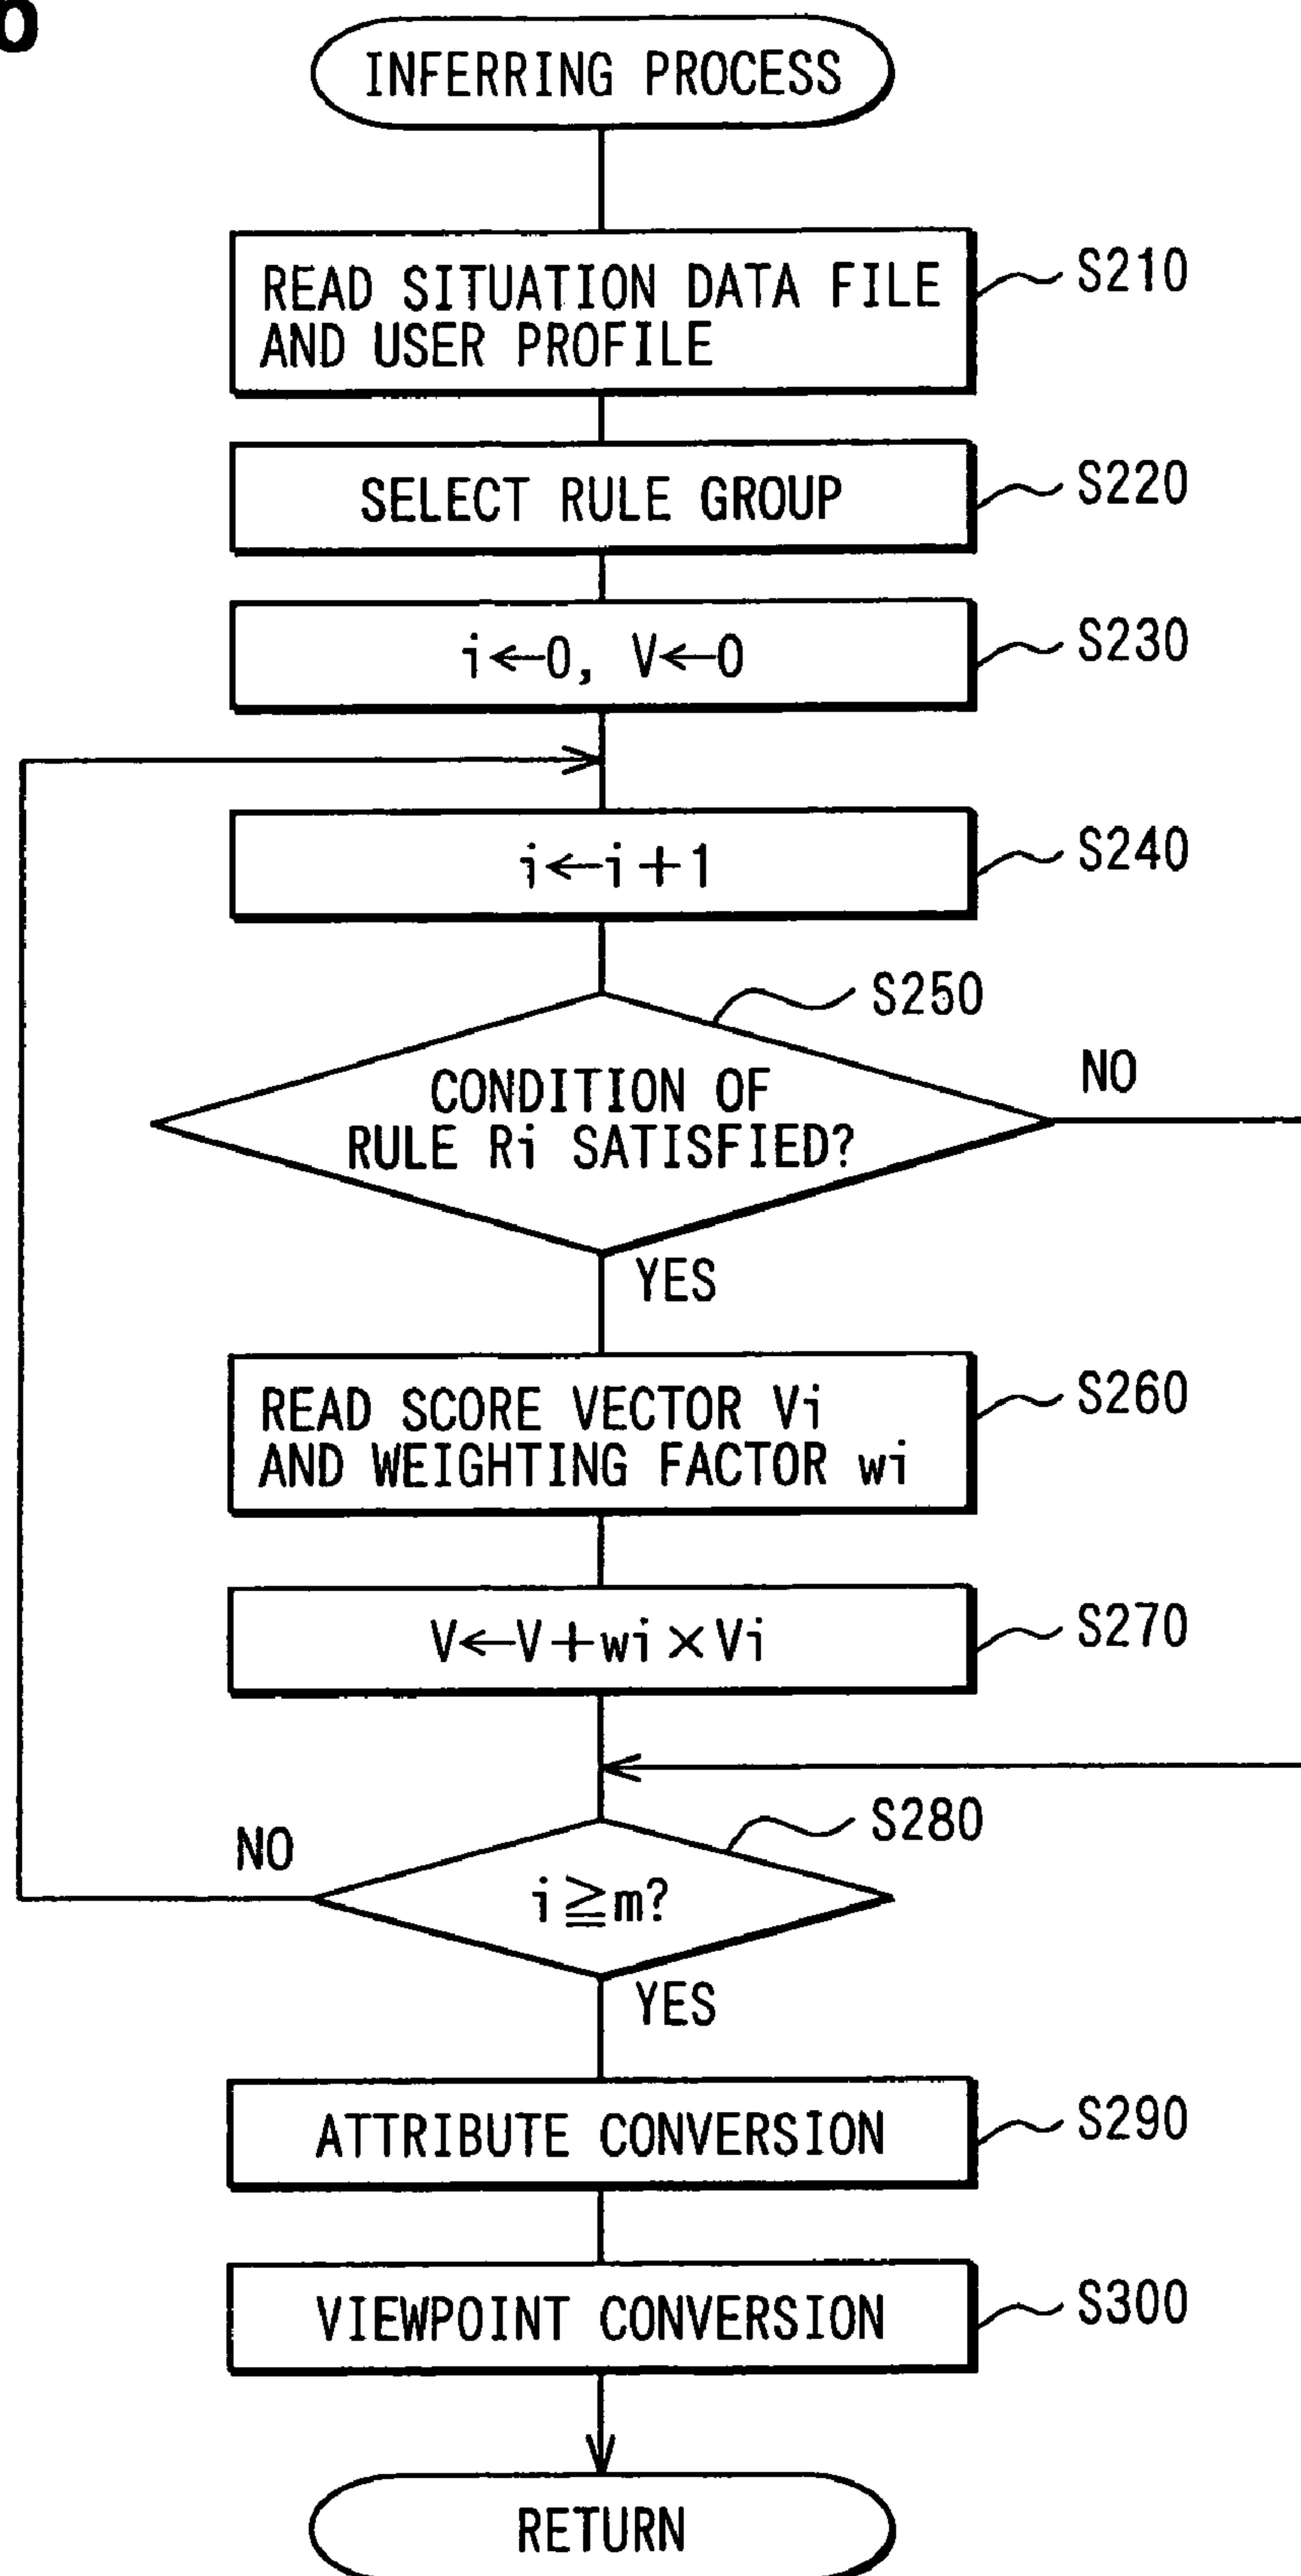 INFERRING PROCESS
READ SITUATION DATA FILE
AND USER PROFILE
S210
SELECT RULE GROUP
S220
i←0, V←0
S230
i←i+1
S240
S250
CONDITION OF
RULE Ri SATISFIED?
NO
YES
READ SCORE VECTOR Vi
AND WEIGHTING FACTOR wi
S260
V←V+wi×Vi
S270
S280
NO
i≧m?
YES
ATTRIBUTE CONVERSION
S290
VIEWPOINT CONVERSION
S300
RETURN